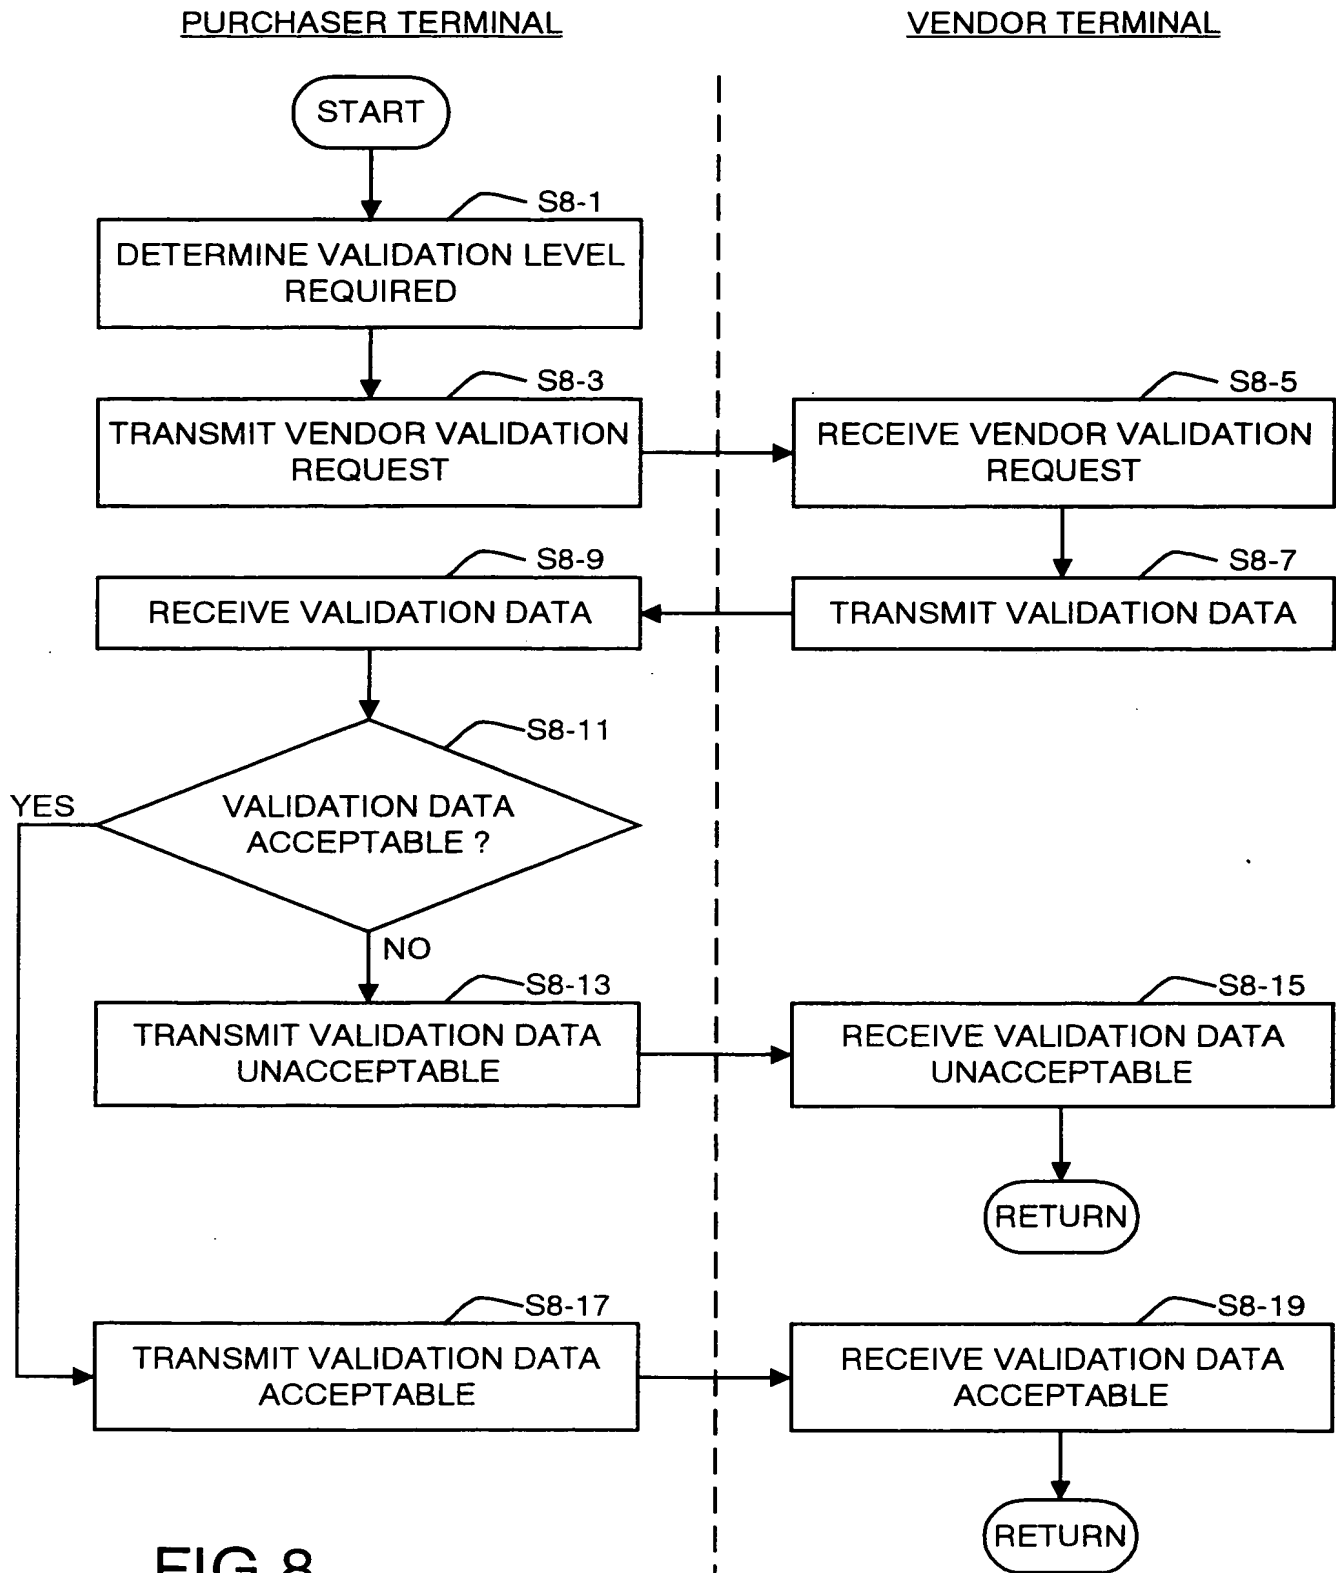 PURCHASER TERMINAL
VENDOR TERMINAL
START
S8-1
DETERMINE VALIDATION LEVEL
REQUIRED
S8-3
TRANSMIT VENDOR VALIDATION
REQUEST
S8-5
RECEIVE VENDOR VALIDATION
REQUEST
S8-9
RECEIVE VALIDATION DATA
S8-7
TRANSMIT VALIDATION DATA
S8-11
YES
VALIDATION DATA
ACCEPTABLE ?
NO
S8-13
TRANSMIT VALIDATION DATA
UNACCEPTABLE
S8-15
RECEIVE VALIDATION DATA
UNACCEPTABLE
RETURN
S8-17
TRANSMIT VALIDATION DATA
ACCEPTABLE
S8-19
RECEIVE VALIDATION DATA
ACCEPTABLE
RETURN
FIG 8